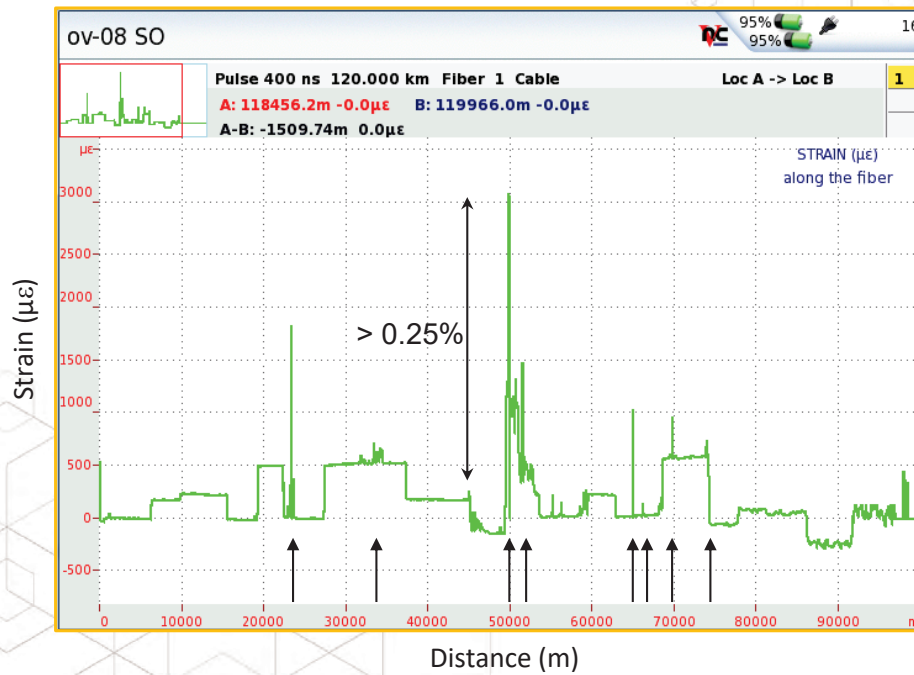 ov-08 SO
95%
95%
16
Pulse 400 ns 120.000 km Fiber 1 Cable
Loc A -> Loc B
1
A: 118456.2m -0.0µε B: 119966.0m -0.0µε
A-B: -1509.74m 0.0µε
µε
STRAIN (µε)
along the fiber
3000
2500
2000
1500
1000
500
0
-500
> 0.25%
Strain (µε)
0 10000 20000 30000 40000 50000 60000 70000 80000 90000
Distance (m)